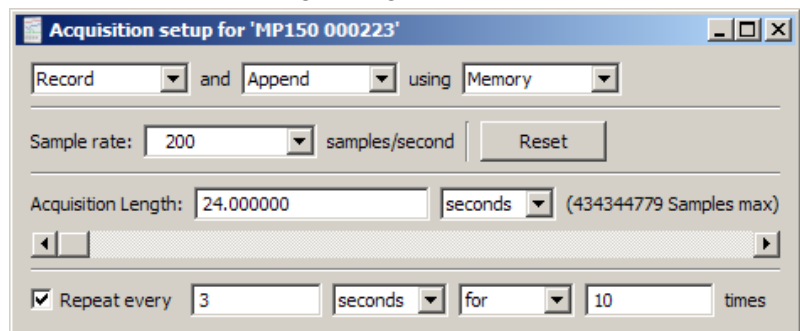 Acquisition setup for 'MP150 000223'
Record and Append using Memory
Sample rate: 200 samples/second Reset
Acquisition Length: 24.000000 seconds (434344779 Samples max)
Repeat every 3 seconds for 10 times